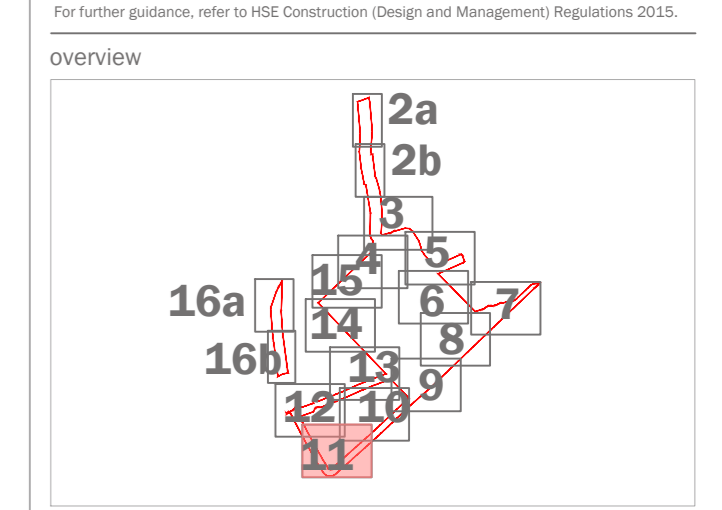 For further guidance, refer to HSE Construction (Design and Management) Regulations 2015.
overview
2a
2b
3
5
4
15
16a
6
7
14
8
16b
13
9
12
10
11